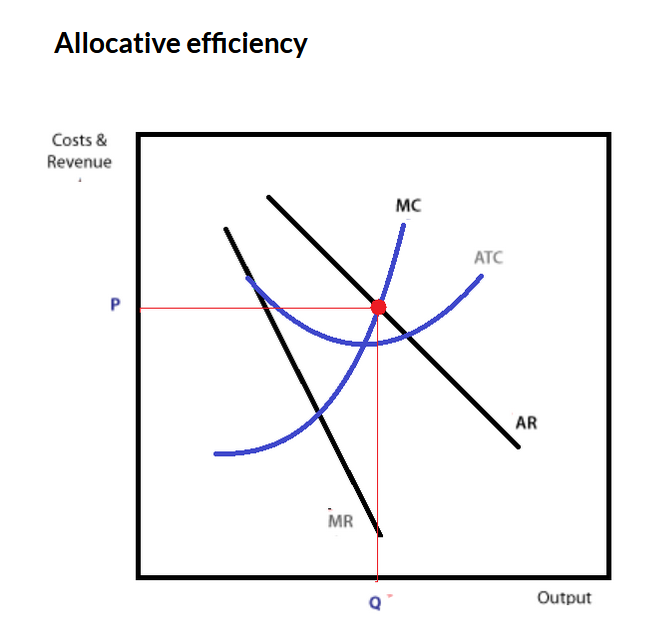 Allocative efficiency
Costs &
Revenue
MC
ATC
P
AR
MR
Q
Output